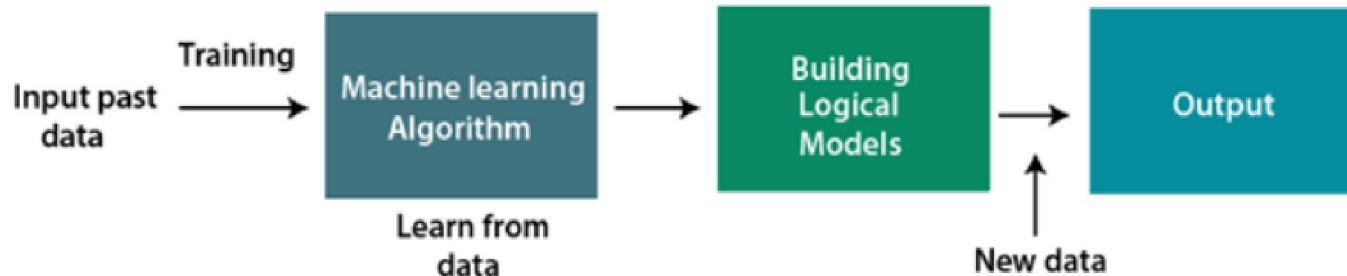 Training
Input past
data
Machine learning
Algorithm
Learn from
data
Building
Logical
Models
New data
Output